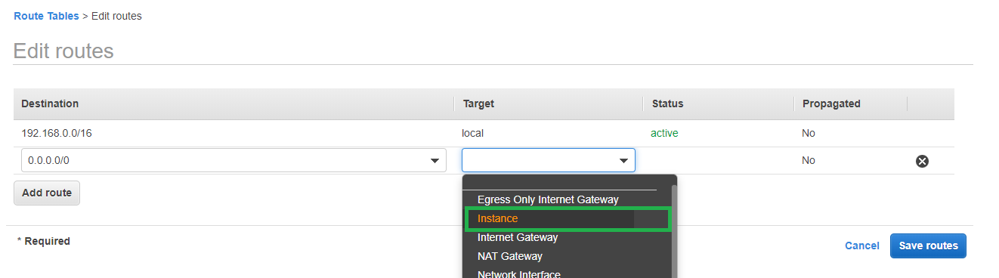 Route Tables > Edit routes
Edit routes
Destination Target Status Propagated
192.168.0.0/16 local active No
0.0.0.0/0 No
Add route
Egress Only Internet Gateway
Instance
Internet Gateway
NAT Gateway
Network Interface
* Required
Cancel Save routes